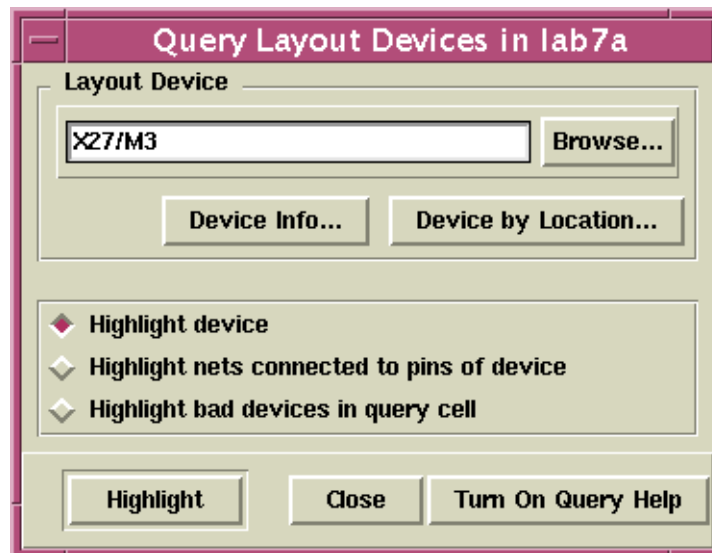 Query Layout Devices in lab7a
Layout Device
X27/M3
Browse...
Device Info...
Device by Location...
Highlight device
Highlight nets connected to pins of device
Highlight bad devices in query cell
Highlight
Close
Turn On Query Help